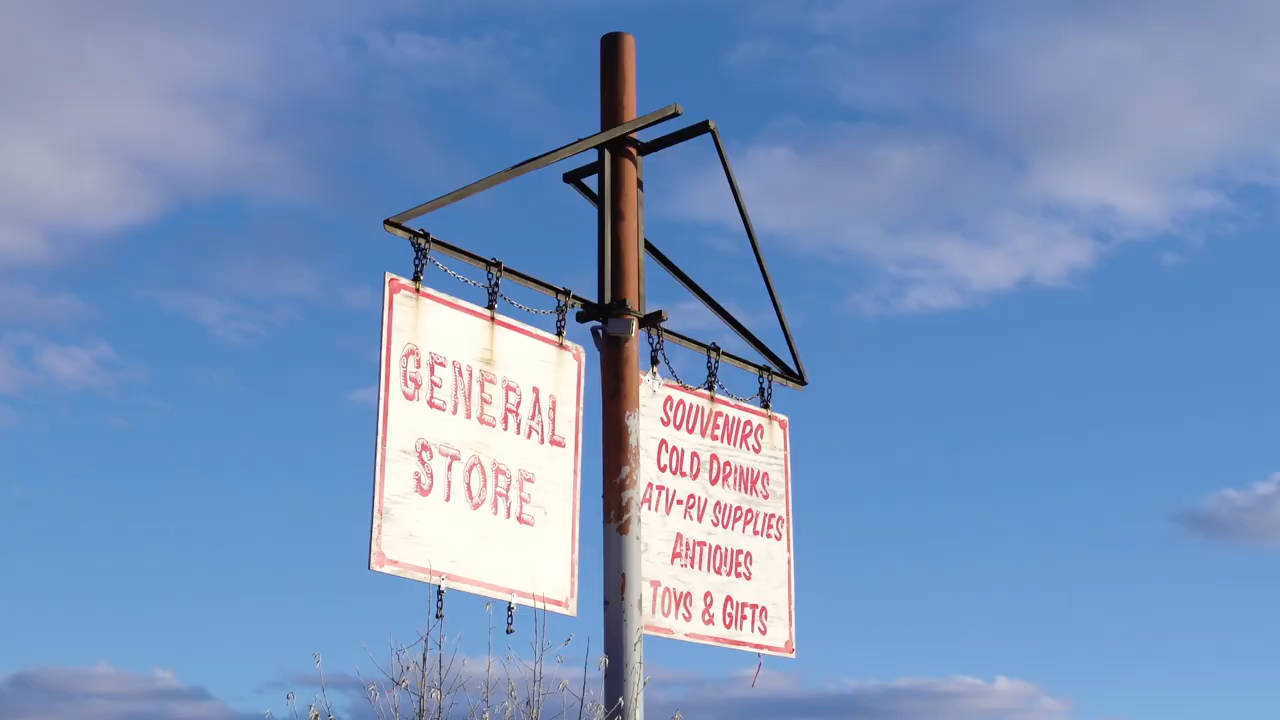 GENERAL
STORE
SOUVENIRS
COLD DRINKS
ATV-RV SUPPLIES
ANTIQUES
TOYS & GIFTS